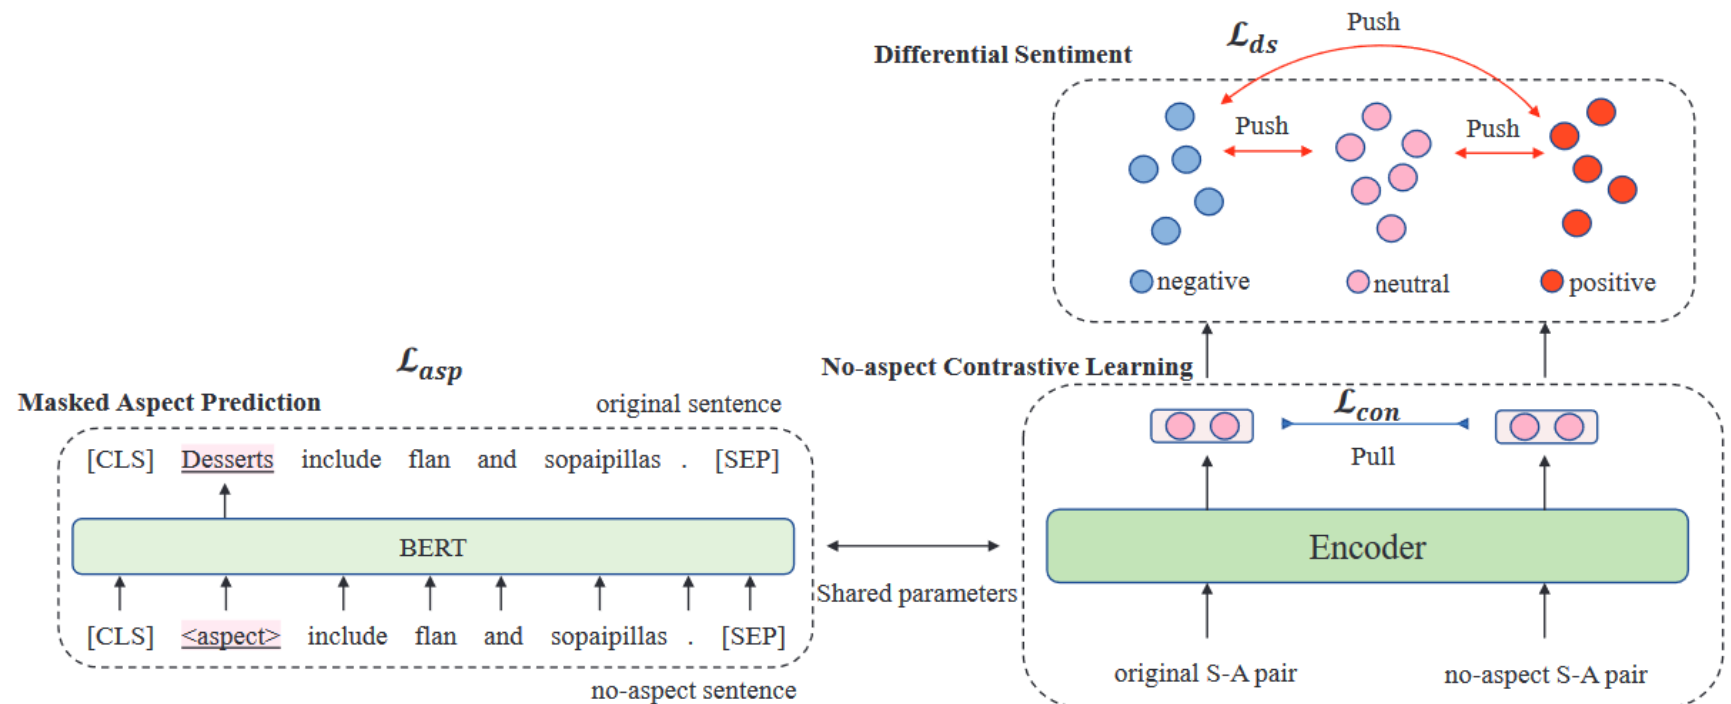 Push
ℒds
Differential Sentiment
Push
Push
negative
neutral
positive
ℒasp
No-aspect Contrastive Learning
Masked Aspect Prediction
original sentence
ℒcon
[CLS] Desserts include flan and sopaipillas . [SEP]
Pull
BERT
Encoder
Shared parameters
[CLS] <aspect> include flan and sopaipillas . [SEP]
original S-A pair
no-aspect S-A pair
no-aspect sentence